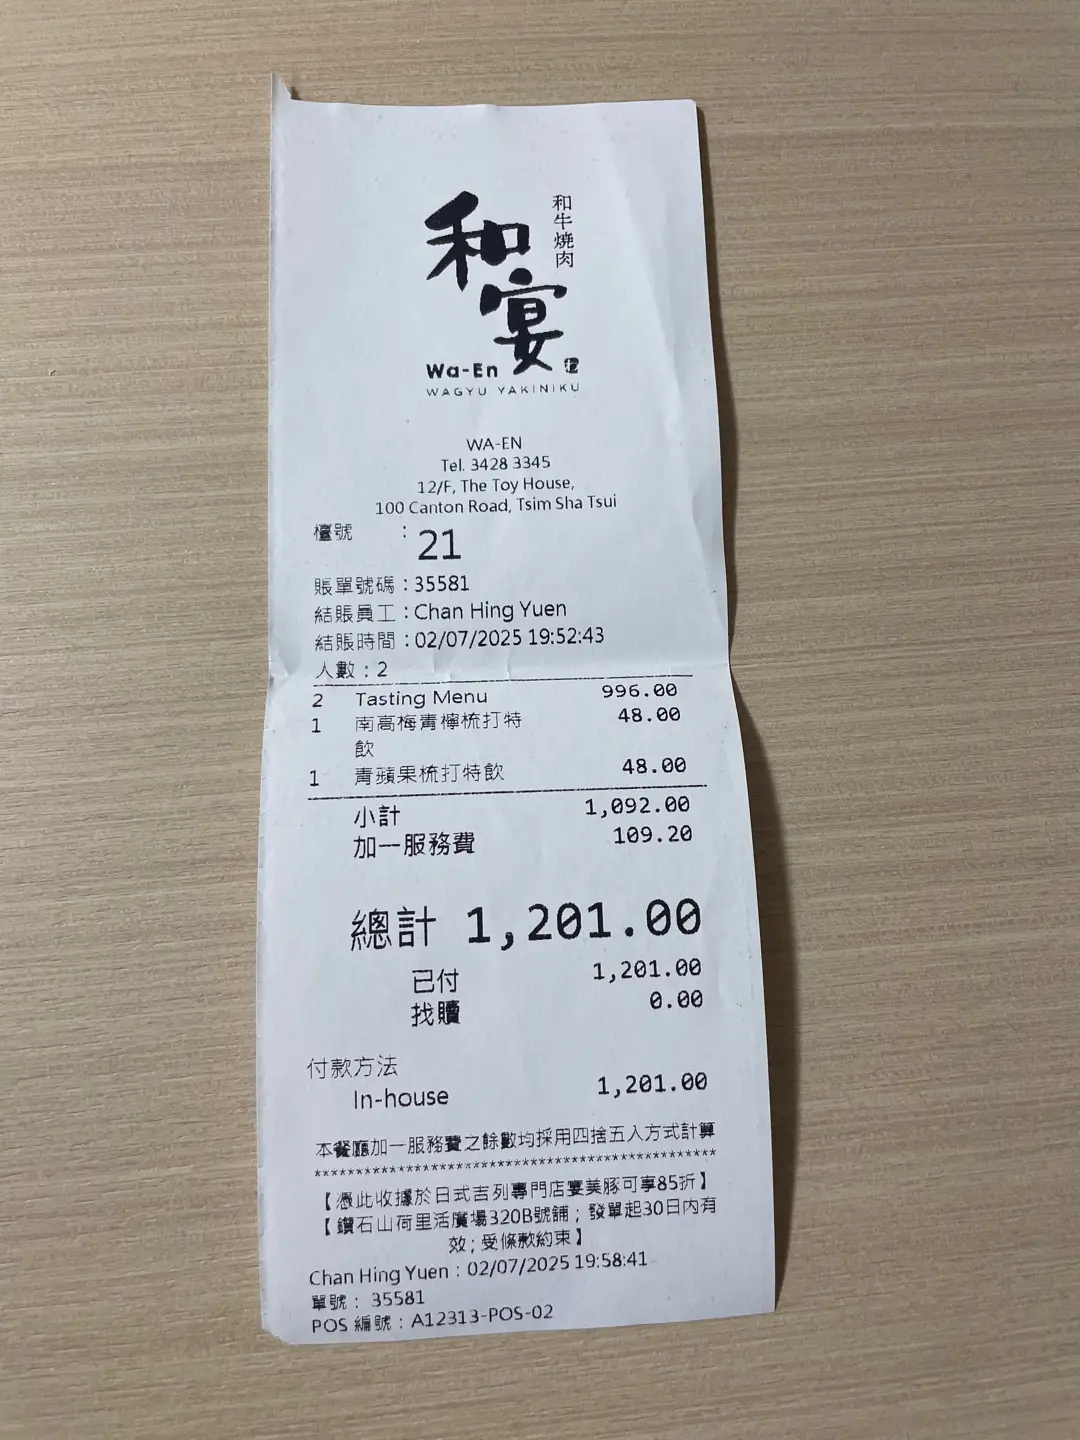 和宴
和牛燒肉
Wa-En
WAGYU YAKINIKU
WA-EN
Tel. 3428 3345
12/F, The Toy House,
100 Canton Road, Tsim Sha Tsui
檯號 : 21
賬單號碼 : 35581
結賬員工 : Chan Hing Yuen
結賬時間 : 02/07/2025 19:52:43
人數 : 2
2 Tasting Menu 996.00
1 南高梅青檸梳打特 48.00
飲
1 青蘋果梳打特飲 48.00
小計 1,092.00
加一服務費 109.20
總計 1,201.00
已付 1,201.00
找贖 0.00
付款方法
In-house 1,201.00
本餐廳加一服務費之餘數均採用四捨五入方式計算
************************************************
【憑此收據於日式吉列專門店宴美豚可享85折】
【鑽石山荷里活廣場320B號舖 ; 發單起30日內有
效 ; 受條款約束】
Chan Hing Yuen : 02/07/2025 19:58:41
單號 : 35581
POS 編號 : A12313-POS-02